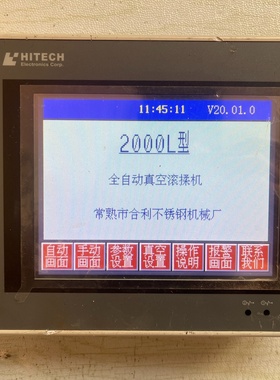 HITECH
Electronics Corp.
11:45:11 V20.01.0
2000L型
全自动真空滚揉机
常熟市合利不锈钢机械厂
自动画面 手动画面 参数设置 真空设置 操作说明 报警画面 联系我们